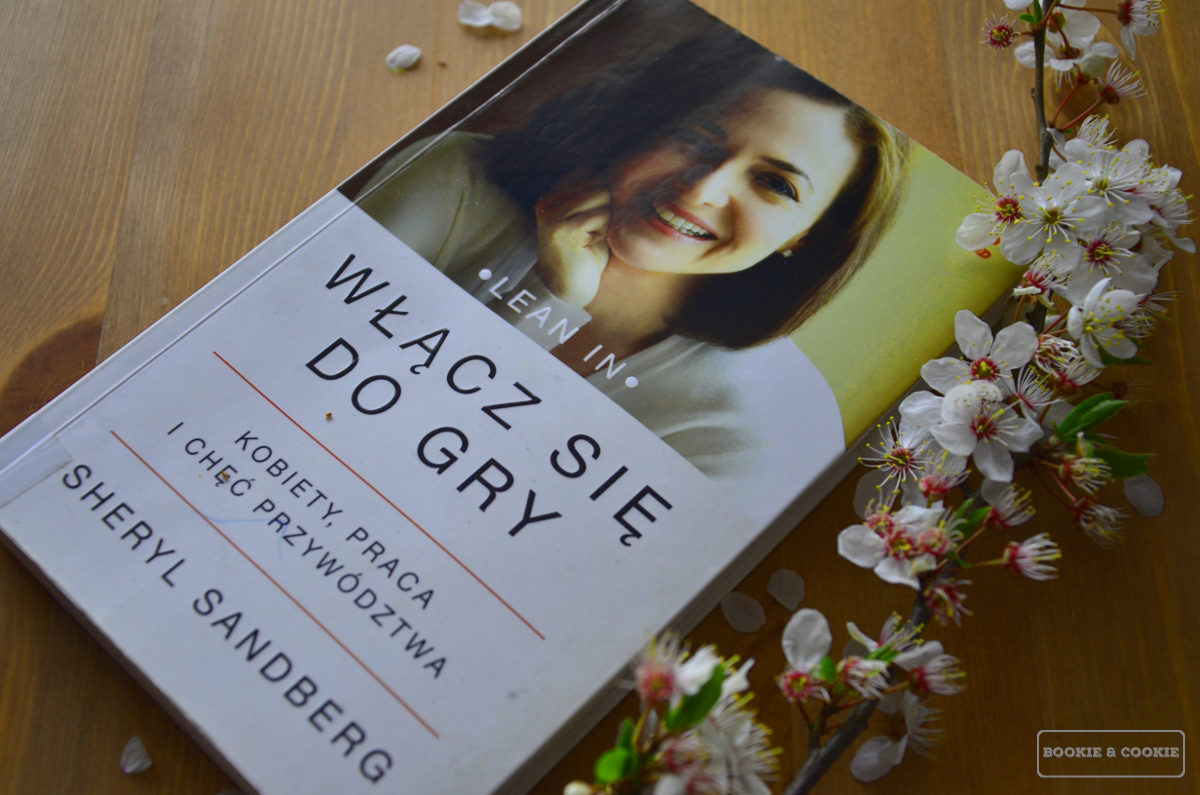 •LEAN IN•
WŁĄCZ SIĘ
DO GRY
KOBIETY, PRACA
I CHĘĆ PRZYWÓDZTWA
SHERYL SANDBERG
BOOKIE & COOKIE